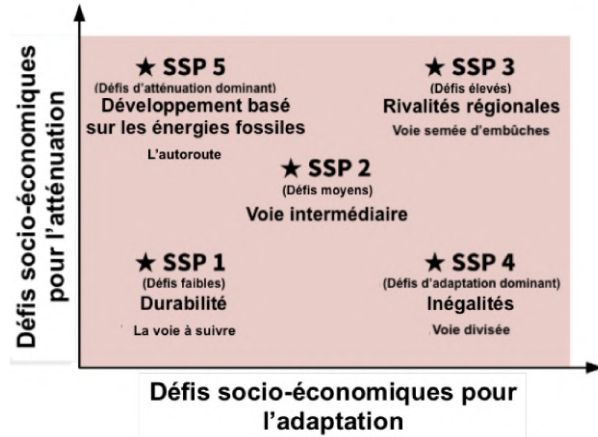 Défis socio-économiques
pour l'atténuation
★ SSP 5
(Défis d'atténuation dominant)
Développement basé
sur les énergies fossiles
L'autoroute
★ SSP 3
(Défis élevés)
Rivalités régionales
Voie semée d'embûches
★ SSP 2
(Défis moyens)
Voie intermédiaire
★ SSP 1
(Défis faibles)
Durabilité
La voie à suivre
★ SSP 4
(Défis d'adaptation dominant)
Inégalités
Voie divisée
Défis socio-économiques pour
l'adaptation